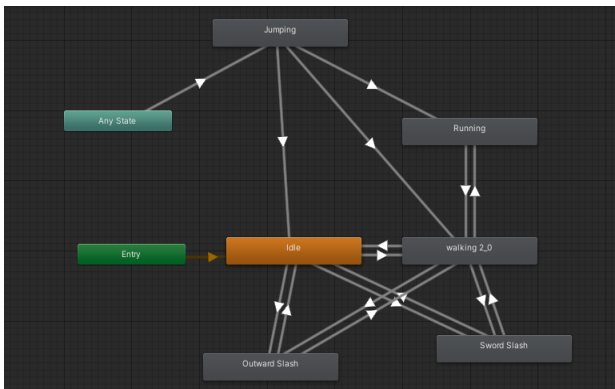 Jumping
Any State
Running
Entry
Idle
walking 2_0
Outward Slash
Sword Slash